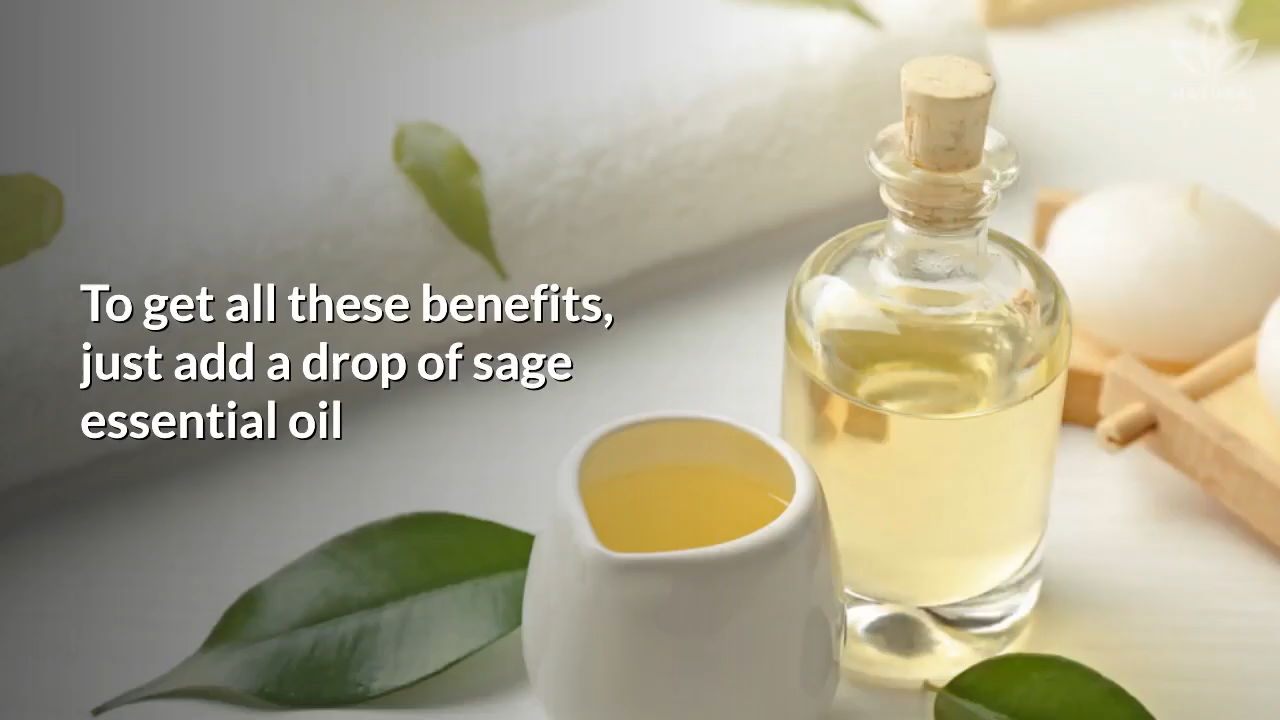 To get all these benefits,
just add a drop of sage
essential oil